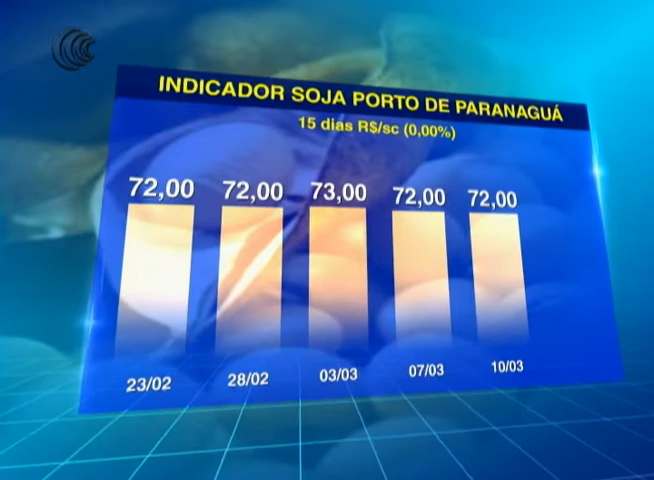 INDICADOR SOJA PORTO DE PARANAGUÁ
15 dias R$/sc (0,00%)
72,00 72,00 73,00 72,00 72,00
23/02 28/02 03/03 07/03 10/03